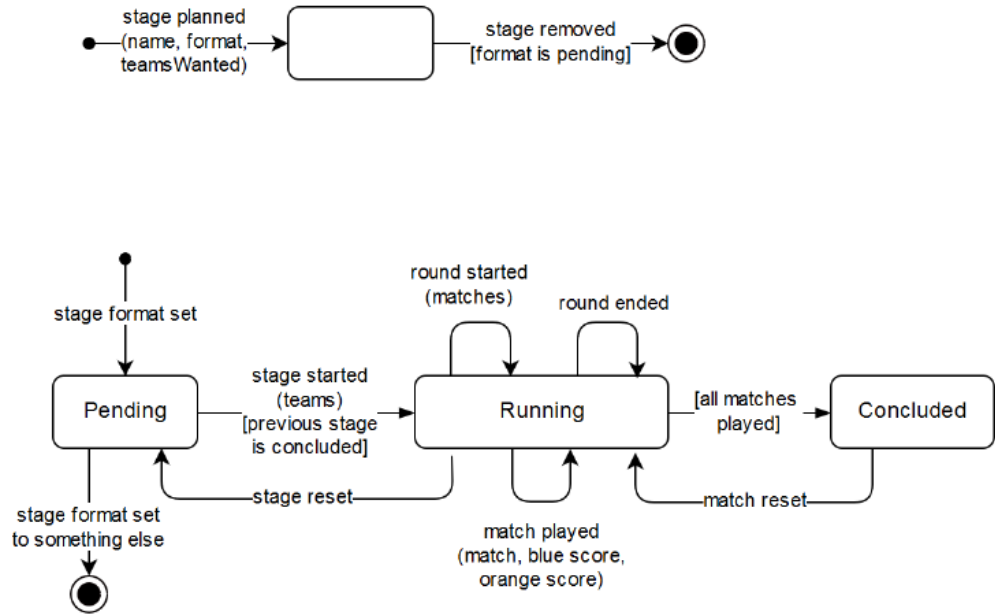 stage planned
(name, format,
teamsWanted)
stage removed
[format is pending]
stage format set
round started
(matches)
round ended
Pending
stage started
(teams)
[previous stage
is concluded]
Running
[all matches
played]
Concluded
stage reset
match reset
stage format set
to something else
match played
(match, blue score,
orange score)